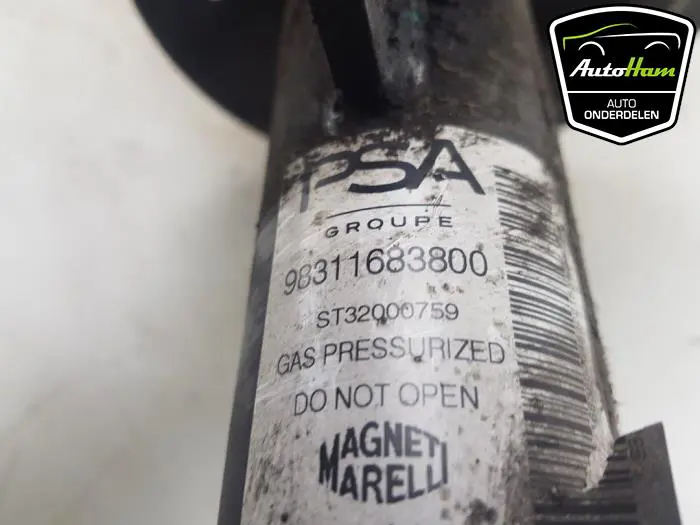 AutoHam
AUTO
ONDERDELEN
PSA
GROUPE
98311683800
ST32000759
GAS PRESSURIZED
DO NOT OPEN
MAGNETI
MARELLI